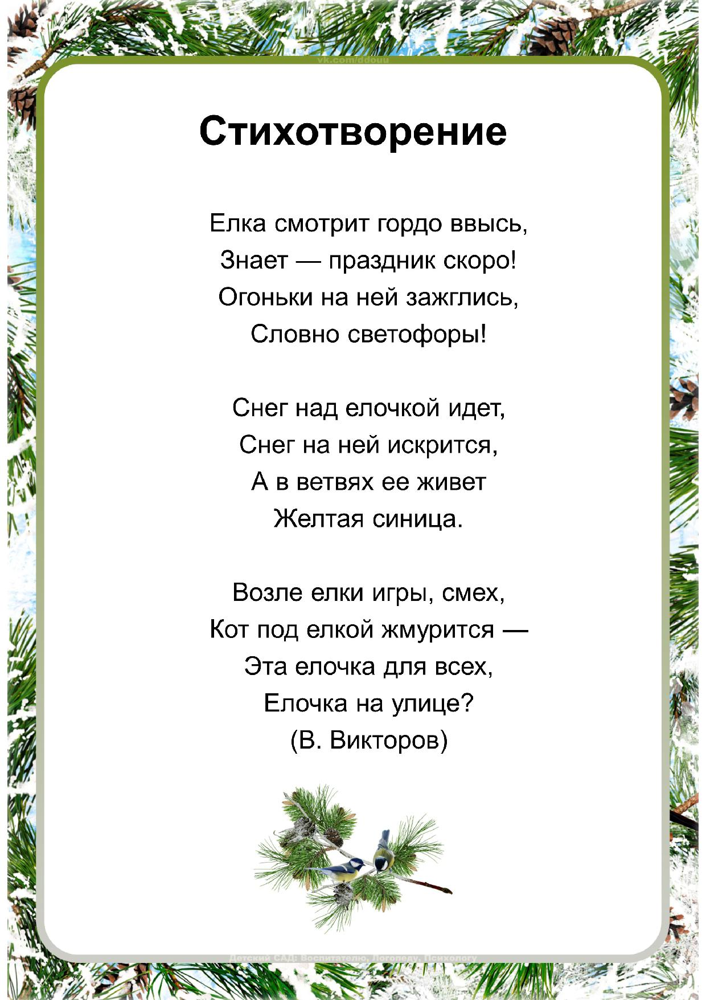 vk.com/ddouu
Стихотворение
Елка смотрит гордо ввысь,
Знает — праздник скоро!
Огоньки на ней зажглись,
Словно светофоры!
Снег над елочкой идет,
Снег на ней искрится,
А в ветвях ее живет
Желтая синица.
Возле елки игры, смех,
Кот под елкой жмурится —
Эта елочка для всех,
Елочка на улице?
(В. Викторов)
Детский САД: Воспитателю, Логопеду, Психологу